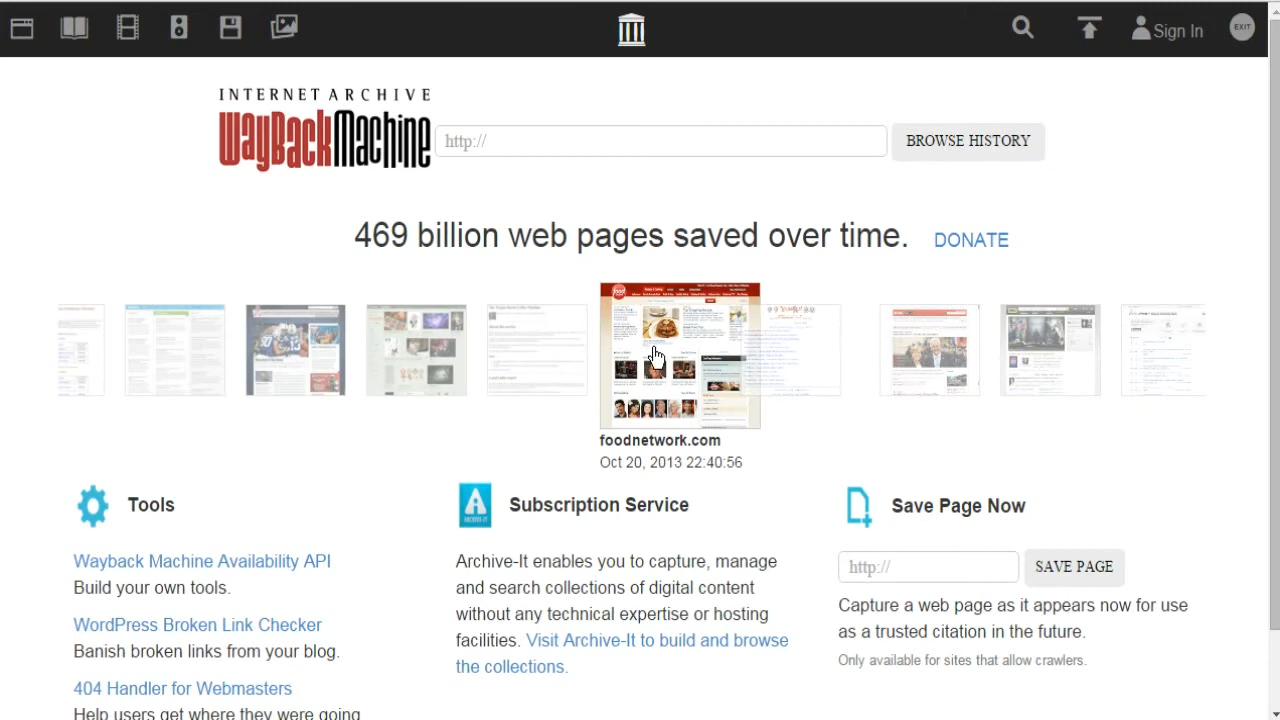 Sign In
EXIT
INTERNET ARCHIVE
WayBackMachine
http://
BROWSE HISTORY
469 billion web pages saved over time.
DONATE
food
foodnetwork.com
Oct 20, 2013 22:40:56
Tools
Wayback Machine Availability API
Build your own tools.
WordPress Broken Link Checker
Banish broken links from your blog.
404 Handler for Webmasters
Help users get where they were going
ARCHIVE-IT
Subscription Service
Archive-It enables you to capture, manage
and search collections of digital content
without any technical expertise or hosting
facilities. Visit Archive-It to build and browse
the collections.
Save Page Now
http://
SAVE PAGE
Capture a web page as it appears now for use
as a trusted citation in the future.
Only available for sites that allow crawlers.